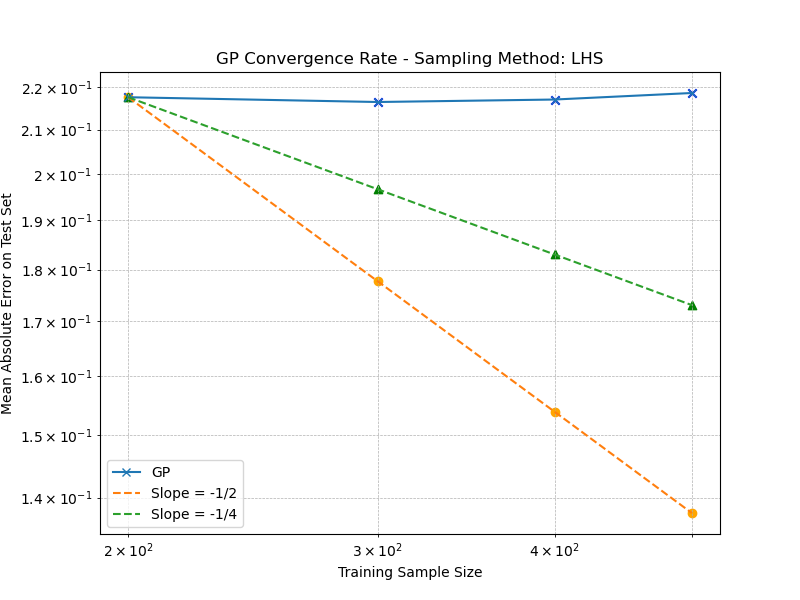 GP Convergence Rate - Sampling Method: LHS
Mean Absolute Error on Test Set
2.2 × 10⁻¹
2.1 × 10⁻¹
2 × 10⁻¹
1.9 × 10⁻¹
1.8 × 10⁻¹
1.7 × 10⁻¹
1.6 × 10⁻¹
1.5 × 10⁻¹
1.4 × 10⁻¹
GP
Slope = -1/2
Slope = -1/4
2 × 10²
3 × 10²
4 × 10²
Training Sample Size